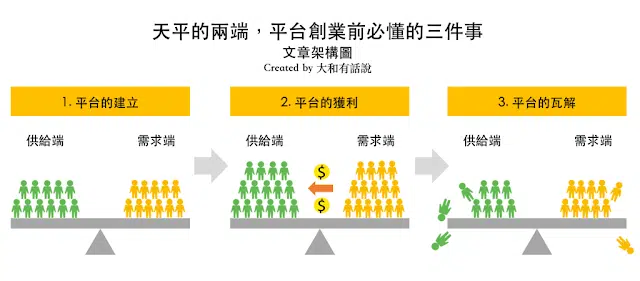 天平的兩端，平台創業前必懂的三件事
文章架構圖
Created by 大和有話說
1. 平台的建立
2. 平台的獲利
3. 平台的瓦解
供給端 需求端
供給端 需求端
供給端 需求端
$
$